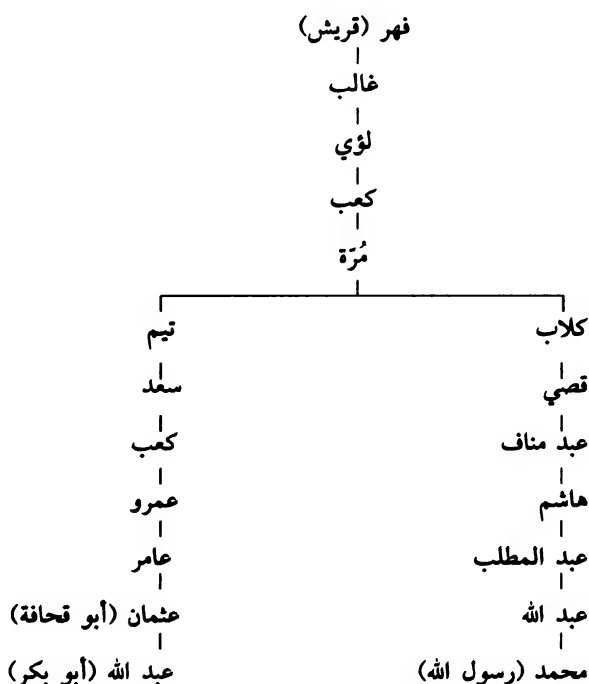 فهر (قريش)
غالب
لؤي
كعب
مُرّة
كلاب تيم
قصي سعد
عبد مناف كعب
هاشم عمرو
عبد المطلب عامر
عبد الله عثمان (أبو قحافة)
محمد (رسول الله) عبد الله (أبو بكر)